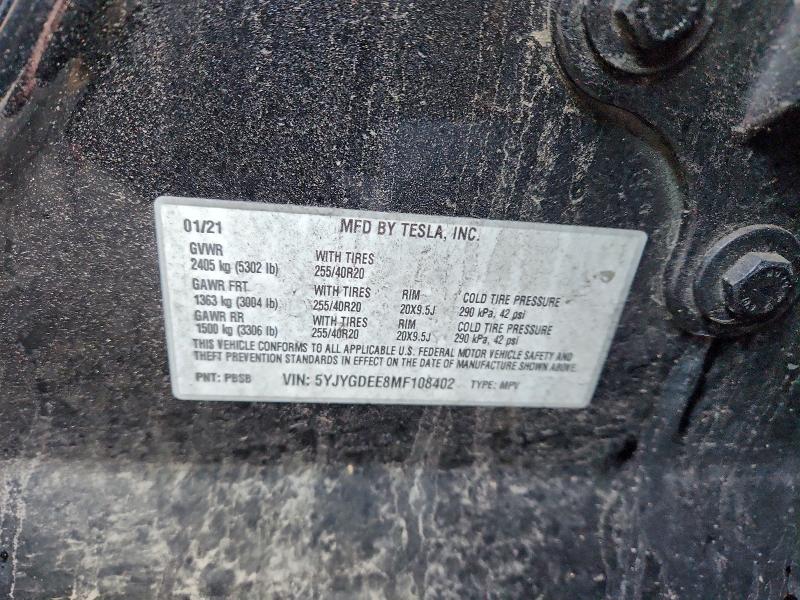 01/21 MFD BY TESLA, INC.
GVWR WITH TIRES
2405 kg (5302 lb) 255/40R20
GAWR FRT WITH TIRES RIM COLD TIRE PRESSURE
1363 kg (3004 lb) 255/40R20 20X9.5J 290 kPa, 42 psi
GAWR RR WITH TIRES RIM COLD TIRE PRESSURE
1500 kg (3306 lb) 255/40R20 20X9.5J 290 kPa, 42 psi
THIS VEHICLE CONFORMS TO ALL APPLICABLE U.S. FEDERAL MOTOR VEHICLE SAFETY AND
THEFT PREVENTION STANDARDS IN EFFECT ON THE DATE OF MANUFACTURE SHOWN ABOVE.
PNT: PBSB VIN: 5YJYGDEE8MF108402 TYPE: MPV